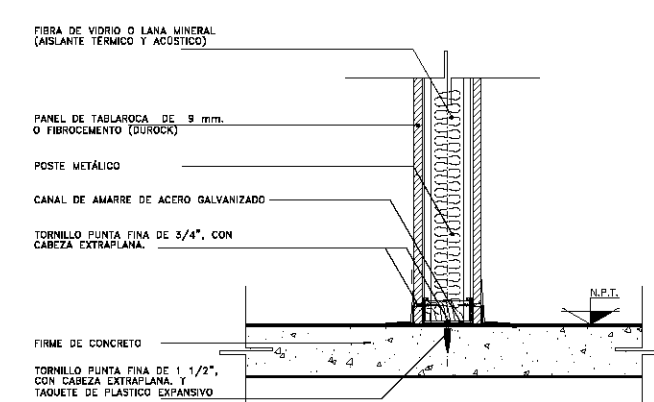 FIBRA DE VIDRIO O LANA MINERAL
(AISLANTE TÉRMICO Y ACÚSTICO)
PANEL DE TABLAROCA DE 9 mm.
O FIBROCEMENTO (DUROCK)
POSTE METÁLICO
CANAL DE AMARRE DE ACERO GALVANIZADO
TORNILLO PUNTA FINA DE 3/4", CON
CABEZA EXTRAPLANA.
N.P.T.
FIRME DE CONCRETO
TORNILLO PUNTA FINA DE 1 1/2",
CON CABEZA EXTRAPLANA. Y
TAQUETE DE PLASTICO EXPANSIVO